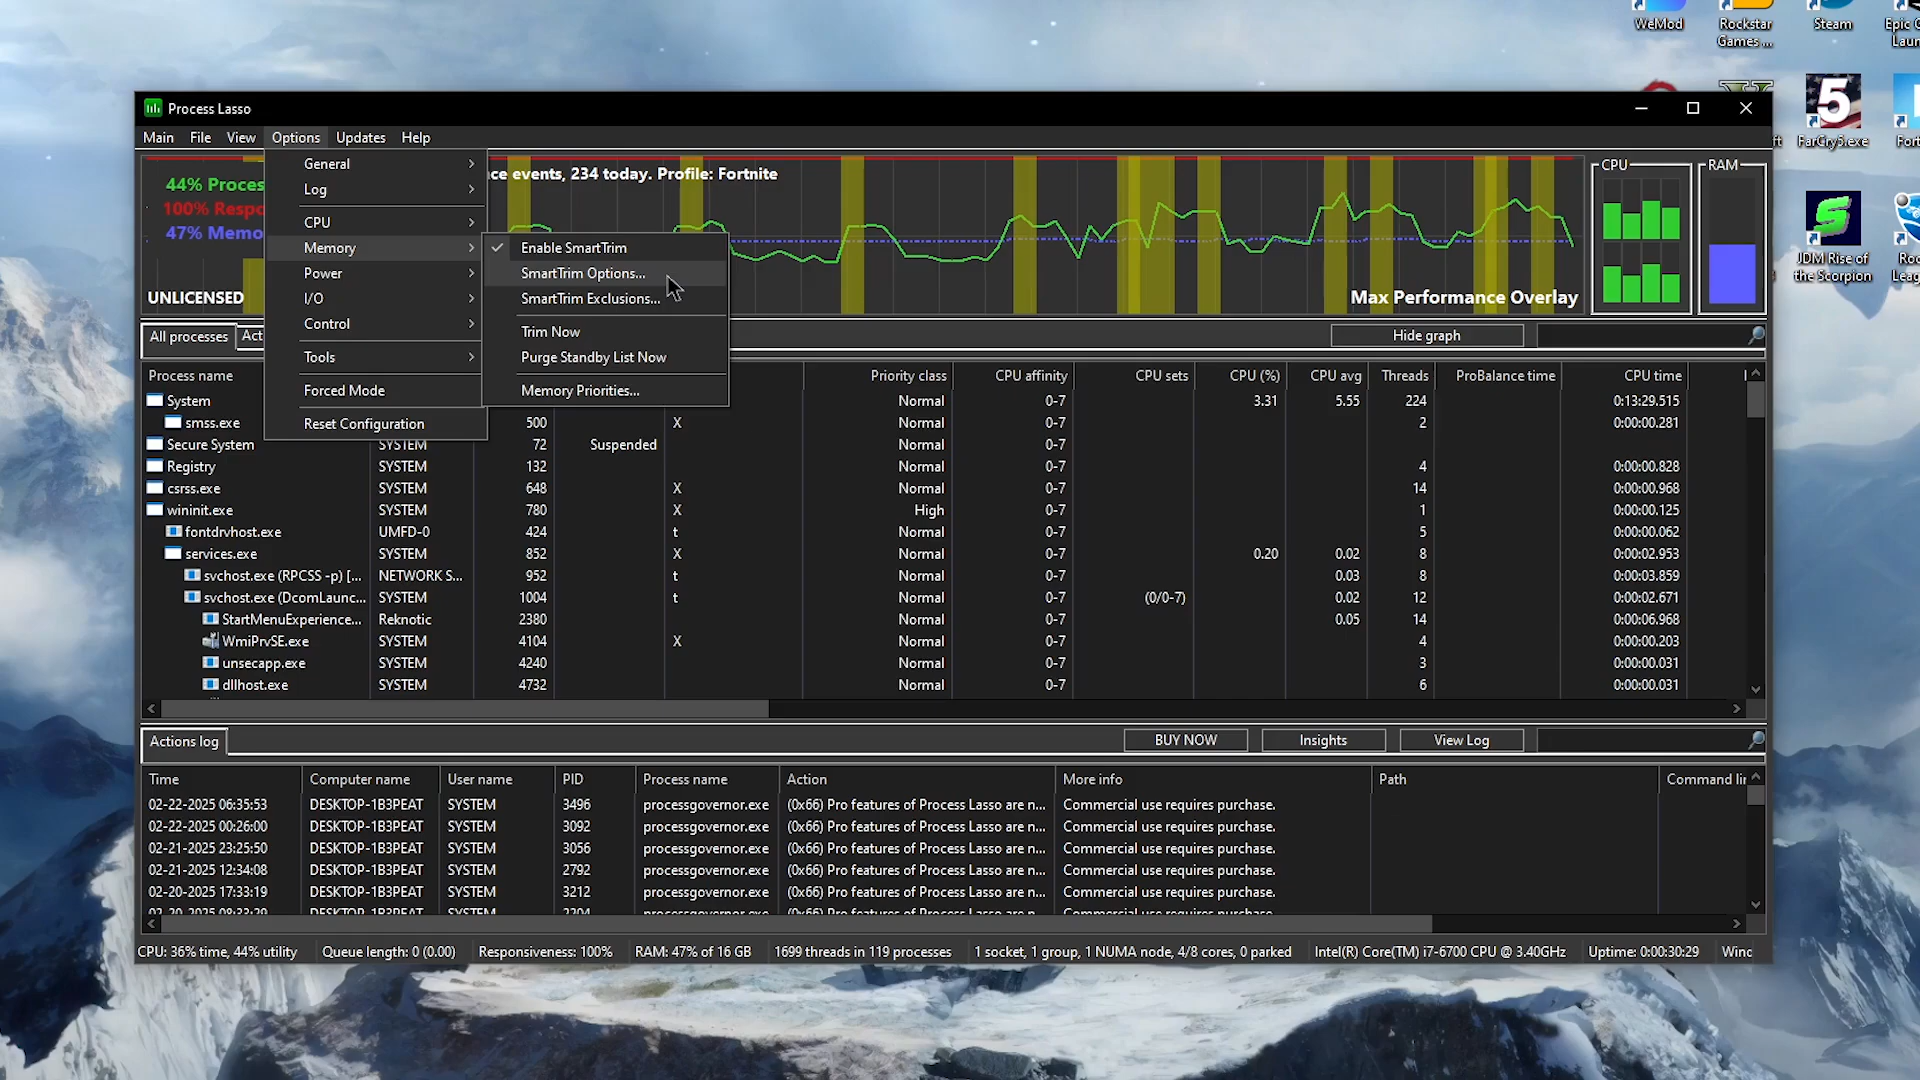 WeMod
Rockstar
Games ...
Steam
Epic
FarCry5.exe
JDM Rise of
the Scorpion
Process Lasso
Main File View Options Updates Help
44% Proces
100% Respo
47% Memo
ce events, 234 today. Profile: Fortnite
UNLICENSED
Max Performance Overlay
CPU
RAM
General
Log
CPU
Memory
Power
I/O
Control
Tools
Forced Mode
Reset Configuration
Enable SmartTrim
SmartTrim Options...
SmartTrim Exclusions...
Trim Now
Purge Standby List Now
Memory Priorities...
All processes Act
Hide graph
Process name Priority class CPU affinity CPU sets CPU (%) CPU avg Threads ProBalance time CPU time
System Normal 0-7 3.31 5.55 224 0:13:29.515
smss.exe 500 X Normal 0-7 2 0:00:00.281
Secure System SYSTEM 72 Suspended Normal 0-7
Registry SYSTEM 132 Normal 0-7 4 0:00:00.828
csrss.exe SYSTEM 648 X Normal 0-7 14 0:00:00.968
wininit.exe SYSTEM 780 X High 0-7 1 0:00:00.125
fontdrvhost.exe UMFD-0 424 t Normal 0-7 5 0:00:00.062
services.exe SYSTEM 852 X Normal 0-7 0.20 0.02 8 0:00:02.953
svchost.exe (RPCSS -p) [... NETWORK S... 952 t Normal 0-7 0.03 8 0:00:03.859
svchost.exe (DcomLaunc... SYSTEM 1004 t Normal 0-7 (0/0-7) 0.02 12 0:00:02.671
StartMenuExperience... Reknotic 2380 Normal 0-7 0.05 14 0:00:06.968
WmiPrvSE.exe SYSTEM 4104 X Normal 0-7 4 0:00:00.203
unsecapp.exe SYSTEM 4240 Normal 0-7 3 0:00:00.031
dllhost.exe SYSTEM 4732 Normal 0-7 6 0:00:00.031
Actions log
BUY NOW Insights View Log
Time Computer name User name PID Process name Action More info Path Command lir
02-22-2025 06:35:53 DESKTOP-1B3PEAT SYSTEM 3496 processgovernor.exe (0x66) Pro features of Process Lasso are n... Commercial use requires purchase.
02-22-2025 00:26:00 DESKTOP-1B3PEAT SYSTEM 3092 processgovernor.exe (0x66) Pro features of Process Lasso are n... Commercial use requires purchase.
02-21-2025 23:25:50 DESKTOP-1B3PEAT SYSTEM 3056 processgovernor.exe (0x66) Pro features of Process Lasso are n... Commercial use requires purchase.
02-21-2025 12:34:08 DESKTOP-1B3PEAT SYSTEM 2792 processgovernor.exe (0x66) Pro features of Process Lasso are n... Commercial use requires purchase.
02-20-2025 17:33:19 DESKTOP-1B3PEAT SYSTEM 3212 processgovernor.exe (0x66) Pro features of Process Lasso are n... Commercial use requires purchase.
CPU: 36% time, 44% utility Queue length: 0 (0.00) Responsiveness: 100% RAM: 47% of 16 GB 1699 threads in 119 processes 1 socket, 1 group, 1 NUMA node, 4/8 cores, 0 parked Intel(R) Core(TM) i7-6700 CPU @ 3.40GHz Uptime: 0:00:30:29 Winc